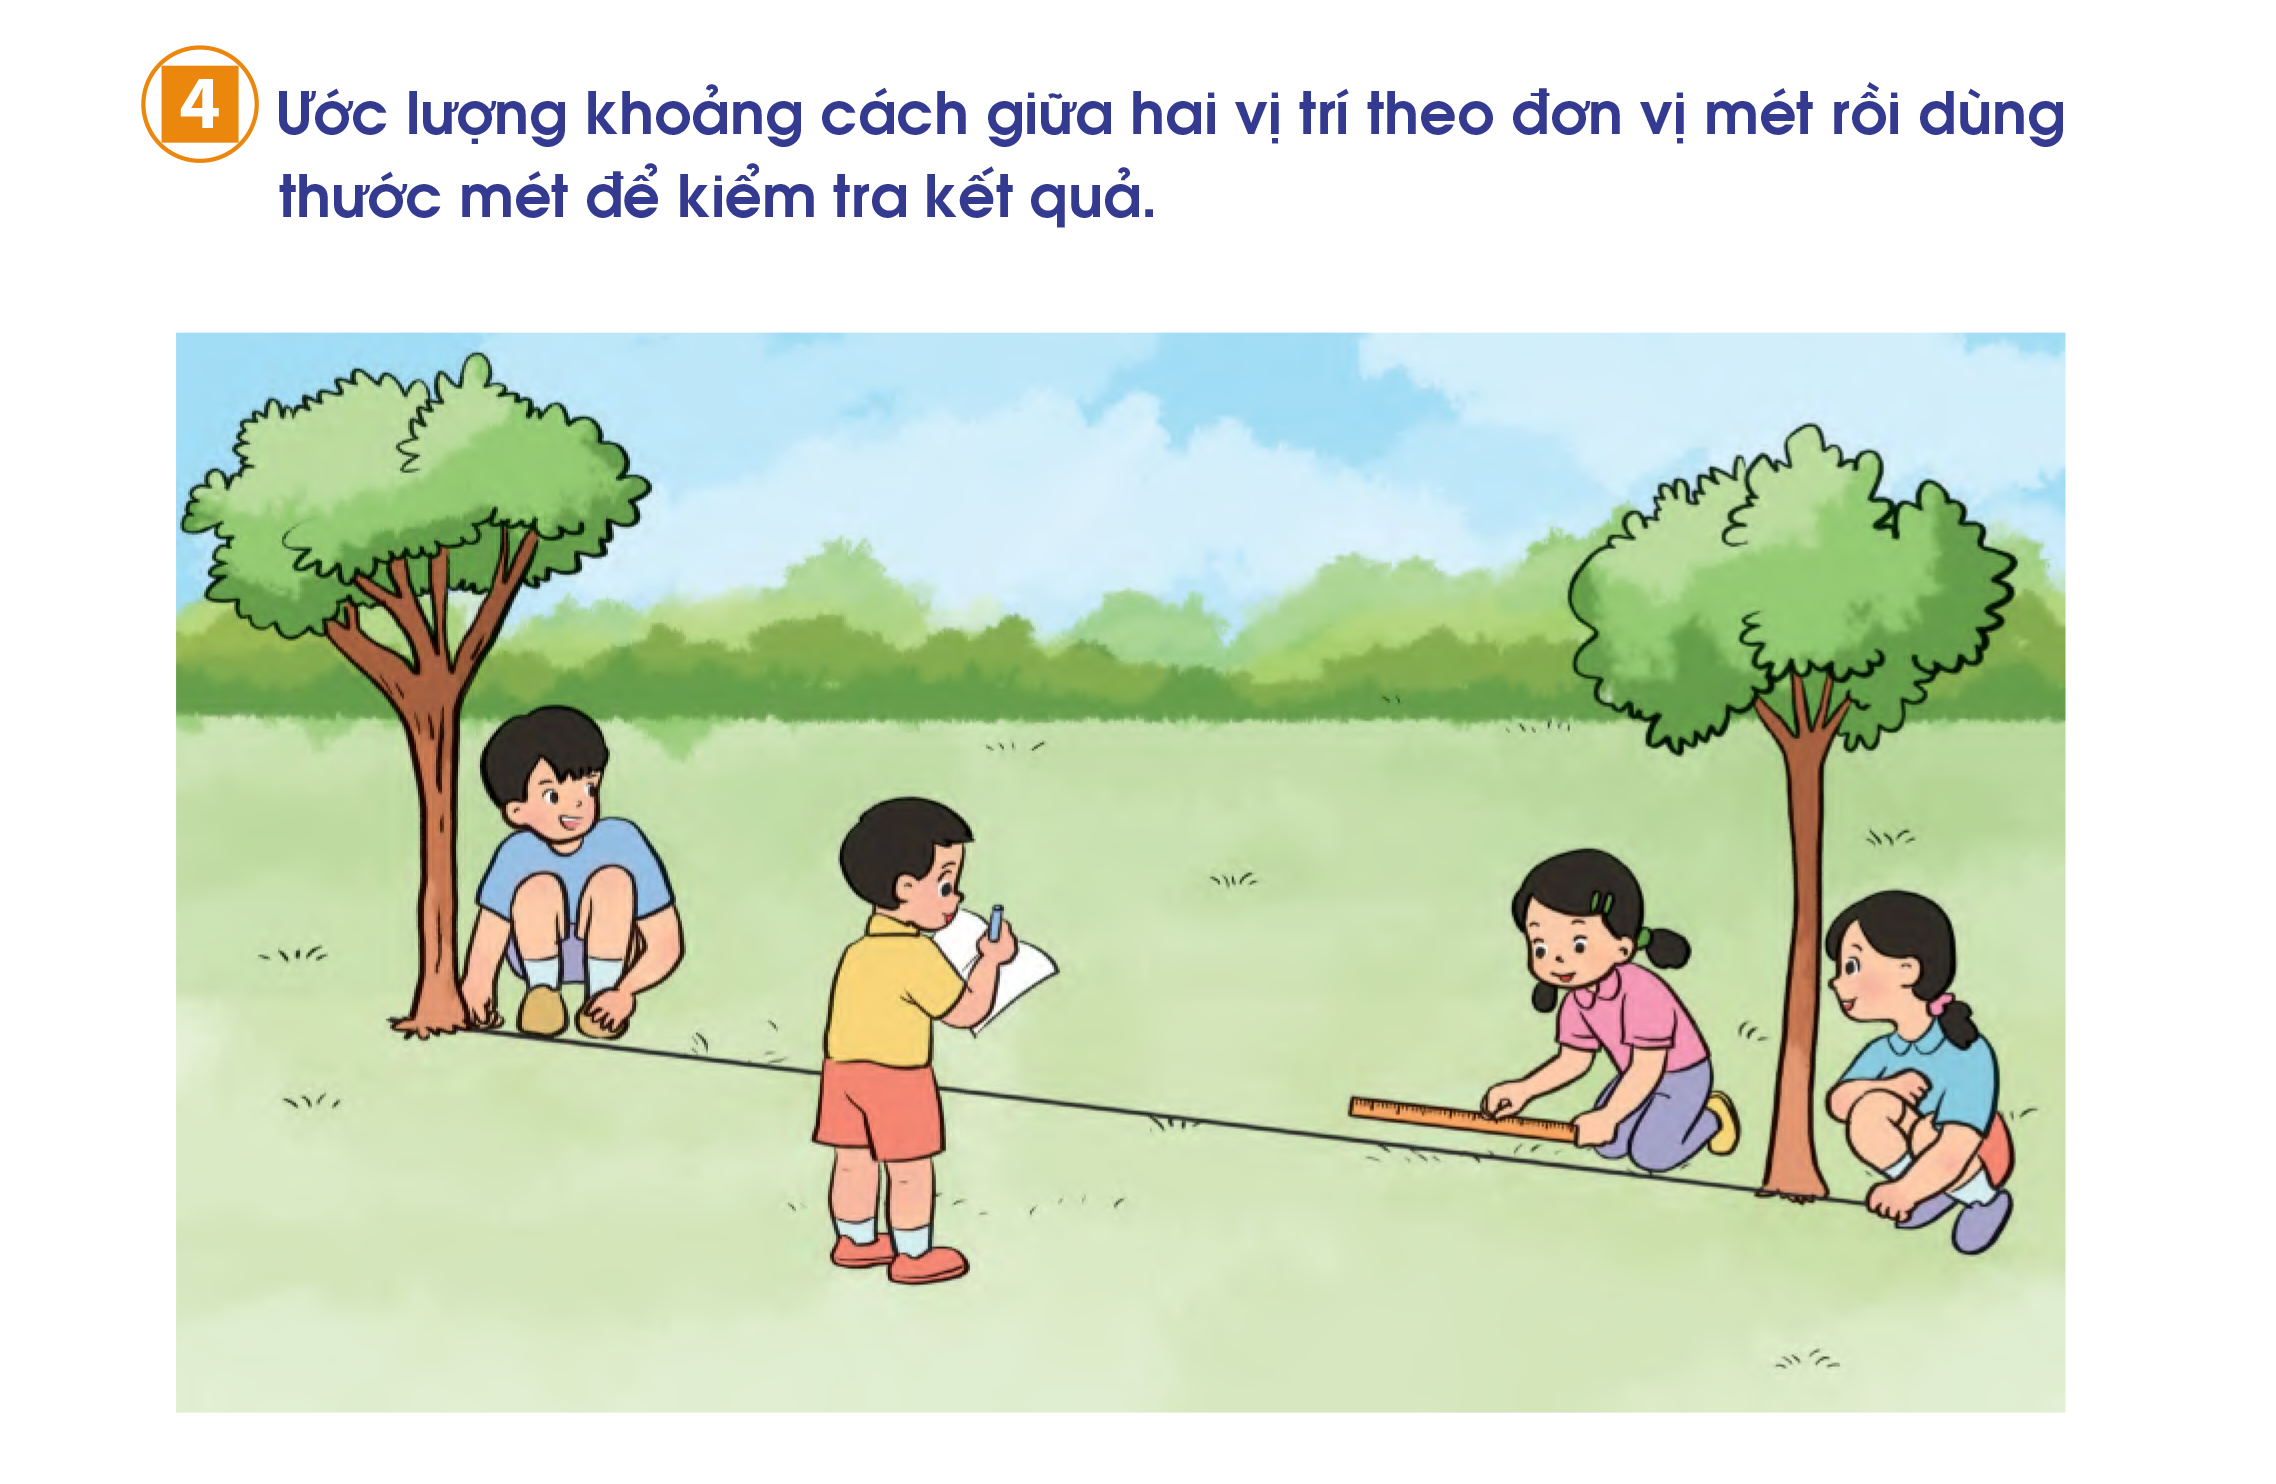 4 Ước lượng khoảng cách giữa hai vị trí theo đơn vị mét rồi dùng
thước mét để kiểm tra kết quả.